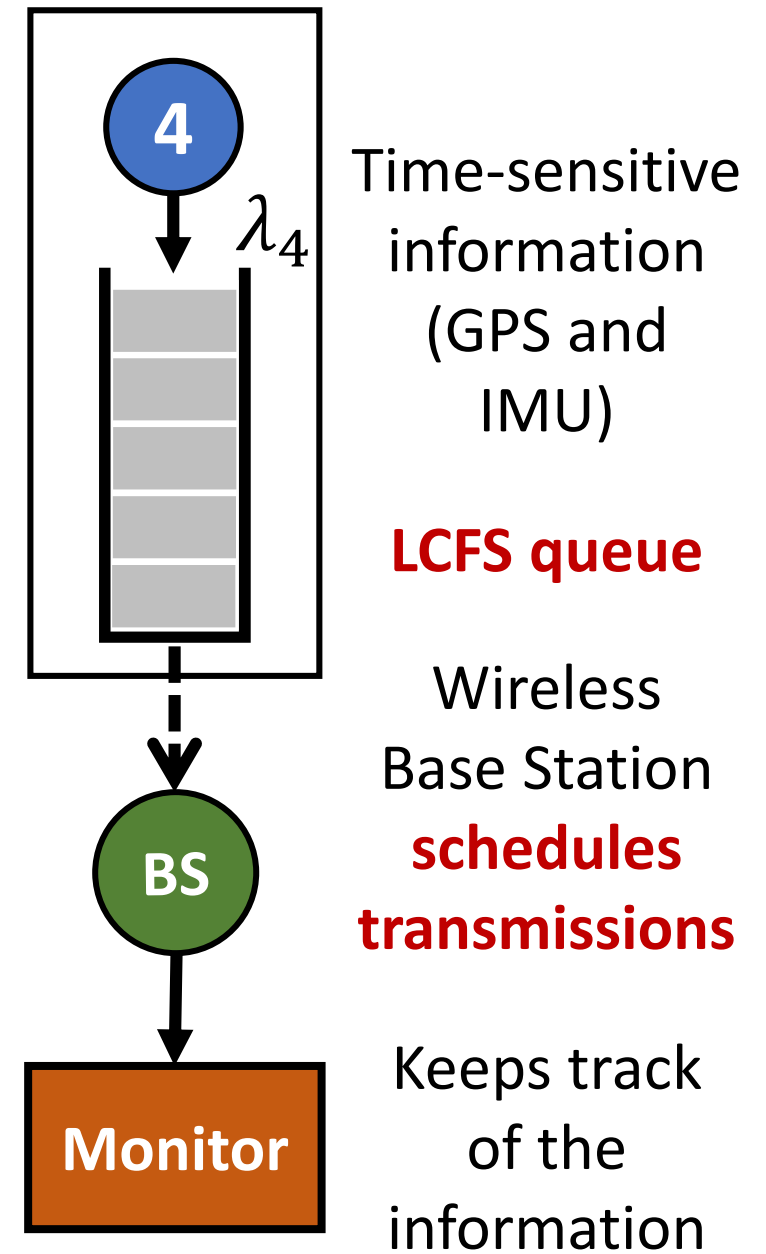 4
λ₄
Time-sensitive
information
(GPS and
IMU)
LCFS queue
Wireless
Base Station
schedules
transmissions
BS
Keeps track
of the
information
Monitor